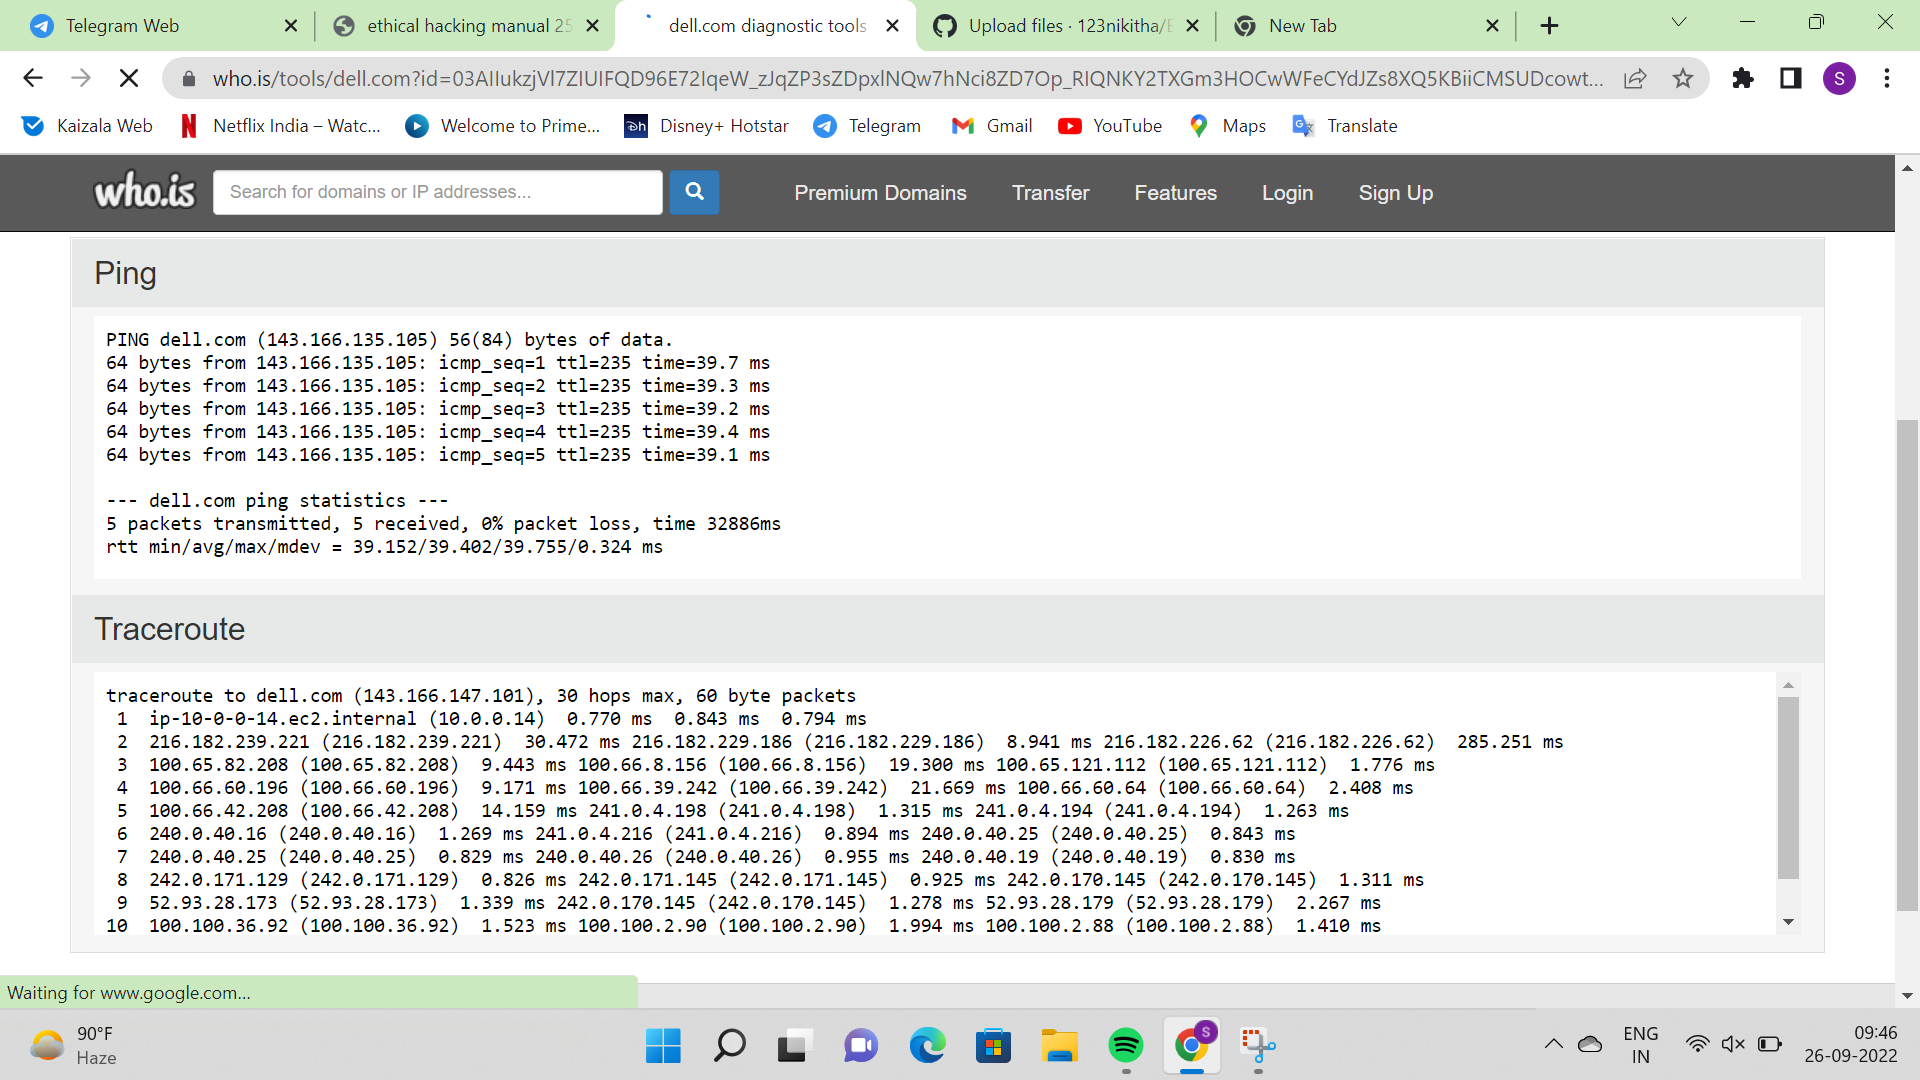 Telegram Web
ethical hacking manual 25
dell.com diagnostic tools
Upload files · 123nikitha/E
New Tab
who.is/tools/dell.com?id=03AIIukzjVl7ZIUIFQD96E72IqeW_zJqZP3sZDpxlNQw7hNci8ZD7Op_RIQNKY2TXGm3HOCwWFeCYdJZs8XQ5KBiiCMSUDcowt...
S
Kaizala Web
Netflix India – Watc...
Welcome to Prime...
Disney+ Hotstar
Telegram
Gmail
YouTube
Maps
Translate
who.is
Search for domains or IP addresses...
Premium Domains
Transfer
Features
Login
Sign Up
Ping
PING dell.com (143.166.135.105) 56(84) bytes of data.
64 bytes from 143.166.135.105: icmp_seq=1 ttl=235 time=39.7 ms
64 bytes from 143.166.135.105: icmp_seq=2 ttl=235 time=39.3 ms
64 bytes from 143.166.135.105: icmp_seq=3 ttl=235 time=39.2 ms
64 bytes from 143.166.135.105: icmp_seq=4 ttl=235 time=39.4 ms
64 bytes from 143.166.135.105: icmp_seq=5 ttl=235 time=39.1 ms
--- dell.com ping statistics ---
5 packets transmitted, 5 received, 0% packet loss, time 32886ms
rtt min/avg/max/mdev = 39.152/39.402/39.755/0.324 ms
Traceroute
traceroute to dell.com (143.166.147.101), 30 hops max, 60 byte packets
1 ip-10-0-0-14.ec2.internal (10.0.0.14) 0.770 ms 0.843 ms 0.794 ms
2 216.182.239.221 (216.182.239.221) 30.472 ms 216.182.229.186 (216.182.229.186) 8.941 ms 216.182.226.62 (216.182.226.62) 285.251 ms
3 100.65.82.208 (100.65.82.208) 9.443 ms 100.66.8.156 (100.66.8.156) 19.300 ms 100.65.121.112 (100.65.121.112) 1.776 ms
4 100.66.60.196 (100.66.60.196) 9.171 ms 100.66.39.242 (100.66.39.242) 21.669 ms 100.66.60.64 (100.66.60.64) 2.408 ms
5 100.66.42.208 (100.66.42.208) 14.159 ms 241.0.4.198 (241.0.4.198) 1.315 ms 241.0.4.194 (241.0.4.194) 1.263 ms
6 240.0.40.16 (240.0.40.16) 1.269 ms 241.0.4.216 (241.0.4.216) 0.894 ms 240.0.40.25 (240.0.40.25) 0.843 ms
7 240.0.40.25 (240.0.40.25) 0.829 ms 240.0.40.26 (240.0.40.26) 0.955 ms 240.0.40.19 (240.0.40.19) 0.830 ms
8 242.0.171.129 (242.0.171.129) 0.826 ms 242.0.171.145 (242.0.171.145) 0.925 ms 242.0.170.145 (242.0.170.145) 1.311 ms
9 52.93.28.173 (52.93.28.173) 1.339 ms 242.0.170.145 (242.0.170.145) 1.278 ms 52.93.28.179 (52.93.28.179) 2.267 ms
10 100.100.36.92 (100.100.36.92) 1.523 ms 100.100.2.90 (100.100.2.90) 1.994 ms 100.100.2.88 (100.100.2.88) 1.410 ms
Waiting for www.google.com...
90°F
Haze
S
ENG
IN
09:46
26-09-2022